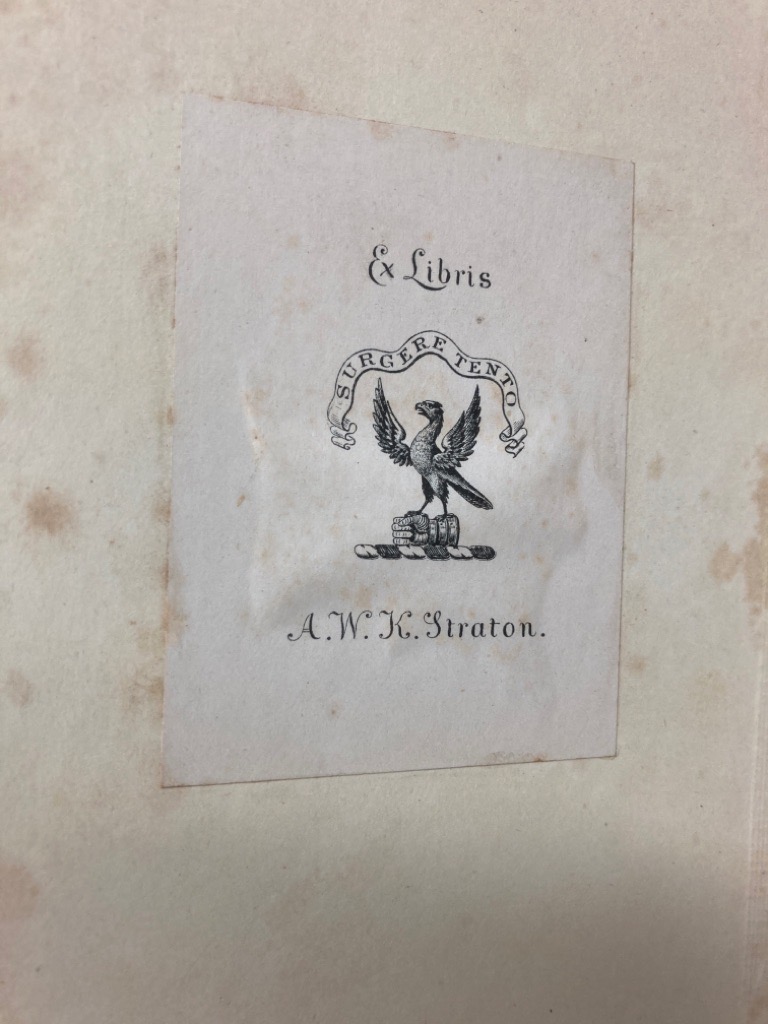 Ex Libris
SURGERE TENTO
A. W. K. Straton.